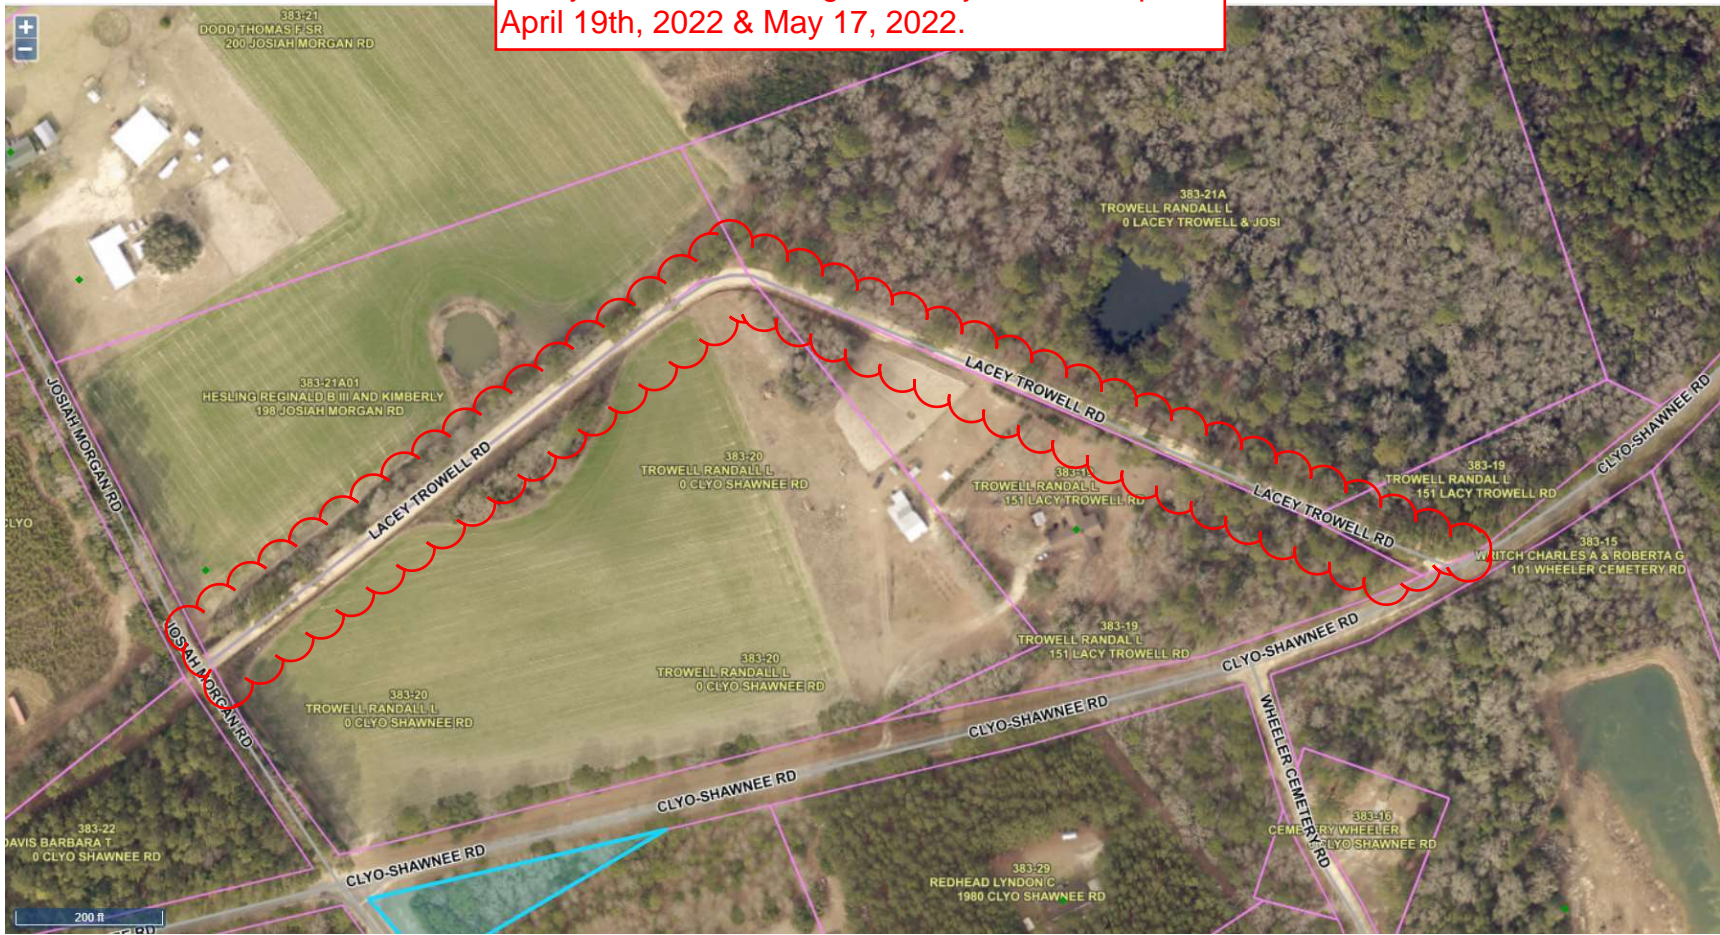 April 19th, 2022 & May 17, 2022.
+
−
383-21
DODD THOMAS F SR
200 JOSIAH MORGAN RD
383-21A
TROWELL RANDALL L
0 LACEY TROWELL & JOSI
383-21A01
HESLING REGINALD B III AND KIMBERLY
198 JOSIAH MORGAN RD
JOSIAH MORGAN RD
LACEY TROWELL RD
LACEY TROWELL RD
CLYO-SHAWNEE RD
383-20
TROWELL RANDALL L
0 CLYO SHAWNEE RD
TROWELL RANDAL L
151 LACY TROWELL RD
383-19
TROWELL RANDAL L
151 LACY TROWELL RD
LACEY TROWELL RD
CLYO
383-15
WRITCH CHARLES A & ROBERTA G
101 WHEELER CEMETERY RD
383-19
TROWELL RANDAL L
151 LACY TROWELL RD
CLYO-SHAWNEE RD
JOSIAH MORGAN RD
383-20
TROWELL RANDALL L
0 CLYO SHAWNEE RD
383-20
TROWELL RANDALL L
0 CLYO SHAWNEE RD
CLYO-SHAWNEE RD
WHEELER CEMETERY RD
CLYO-SHAWNEE RD
383-22
DAVIS BARBARA T
0 CLYO SHAWNEE RD
CLYO-SHAWNEE RD
383-16
CEMETERY WHEELER
CLYO SHAWNEE RD
383-29
REDHEAD LYNDON C
1980 CLYO SHAWNEE RD
200 ft
RD